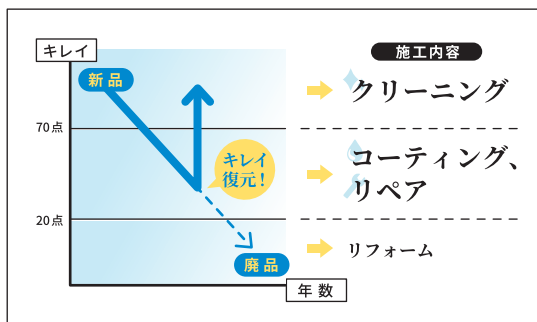 キレイ
施工内容
新品
クリーニング
70点
キレイ
復元!
コーティング、
リペア
20点
リフォーム
廃品
年数